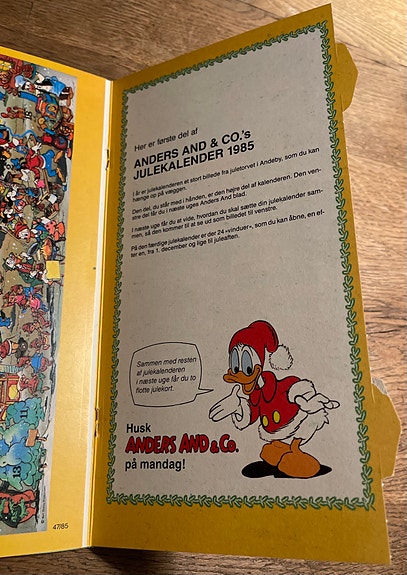 Her er første del af
ANDERS AND & CO.'s
JULEKALENDER 1985
I år er julekalenderen et stort billede fra juletorvet i Andeby, som du kan
hænge op på væggen.
Den del, du står med i hånden, er den højre del af kalenderen. Den ven-
stre del får du i næste uges Anders And blad.
I næste uge får du at vide, hvordan du skal sætte din julekalender sam-
men, så den kommer til at se ud som billedet til venstre.
På den færdige julekalender er der 24 «vinduer», som du kan åbne, en ef-
ter en, fra 1. december og lige til juleaften.
Sammen med resten
af julekalenderen
i næste uge får du to
flotte julekort.
Husk
ANDERS AND & Co.
på mandag!
11
13
47/85